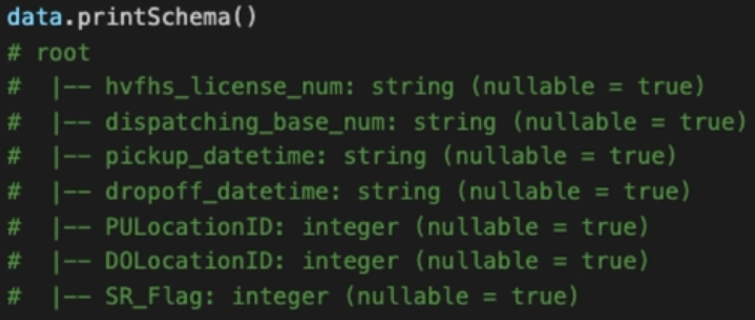 data.printSchema()
# root
#  |-- hvfhs_license_num: string (nullable = true)
#  |-- dispatching_base_num: string (nullable = true)
#  |-- pickup_datetime: string (nullable = true)
#  |-- dropoff_datetime: string (nullable = true)
#  |-- PULocationID: integer (nullable = true)
#  |-- DOLocationID: integer (nullable = true)
#  |-- SR_Flag: integer (nullable = true)